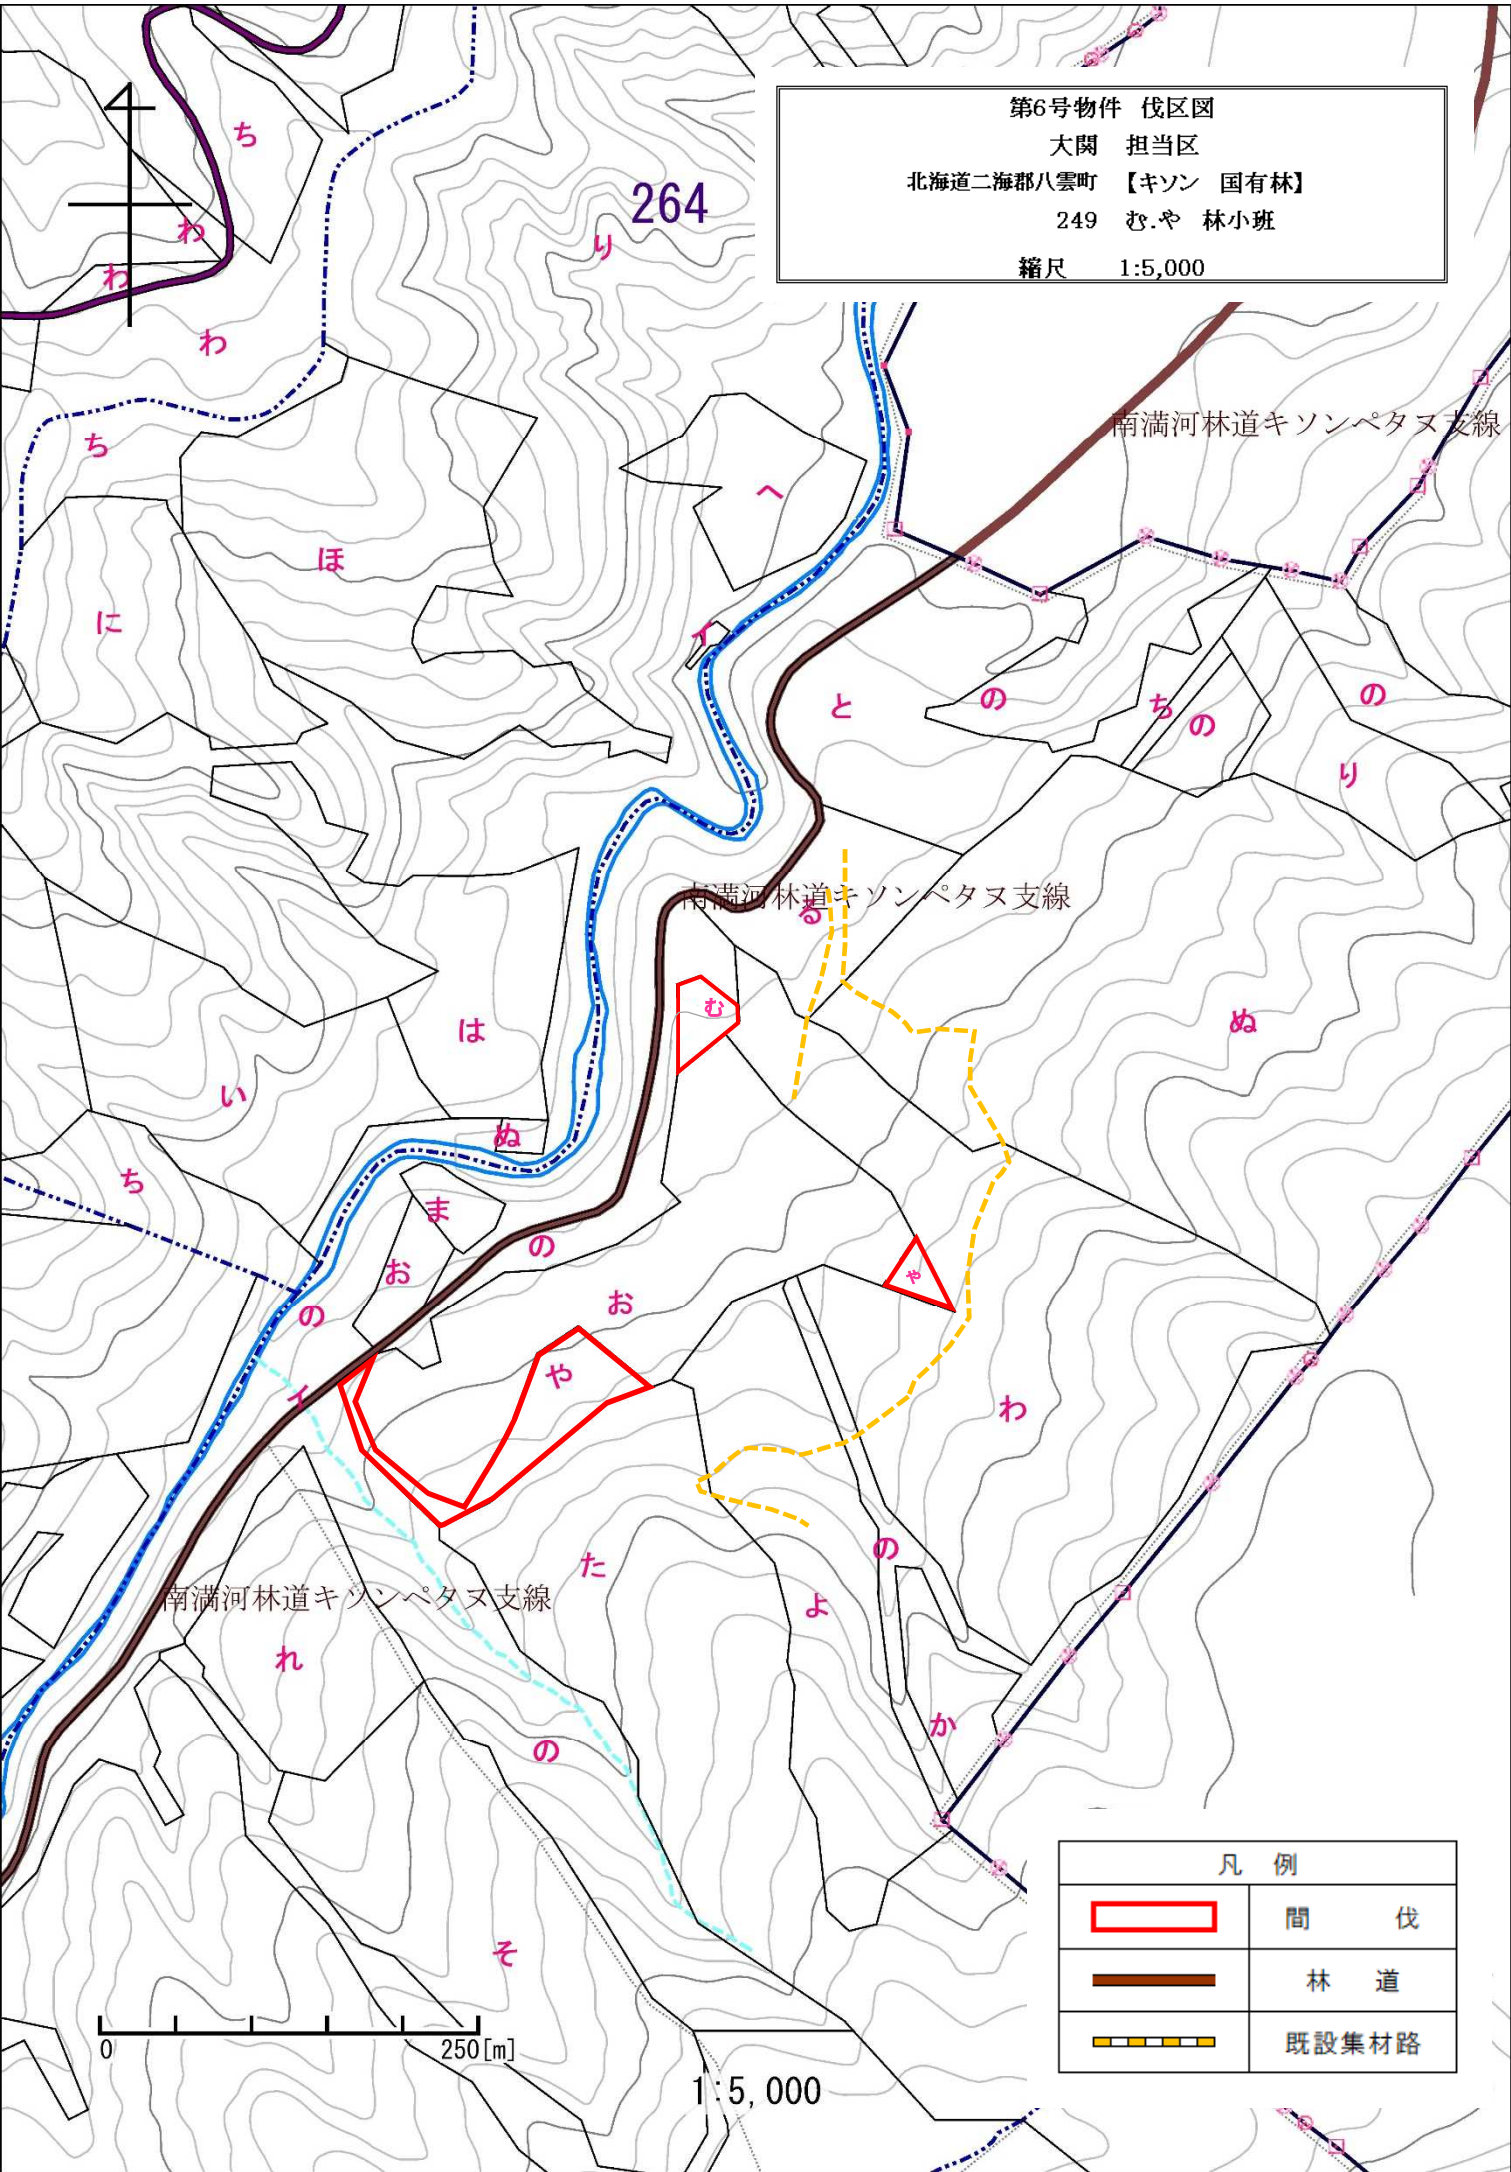 第6号物件 伐区図
大関 担当区
北海道二海郡八雲町 【キソン 国有林】
249 む.や 林小班
縮尺 1:5,000
ち
264
わ
り
わ
わ
南満河林道キソンペタヌ支線
ち
へ
ほ
に
イ
と
の
ち
の
の
り
南満河林道キソンペタヌ支線
る
む
は
ぬ
い
ぬ
ち
ま
の
お
や
の
お
や
イ
わ
の
た
南満河林道キソンペタヌ支線
よ
れ
か
の
そ
凡 例
間 伐
林 道
既設集材路
0 250[m]
1:5,000